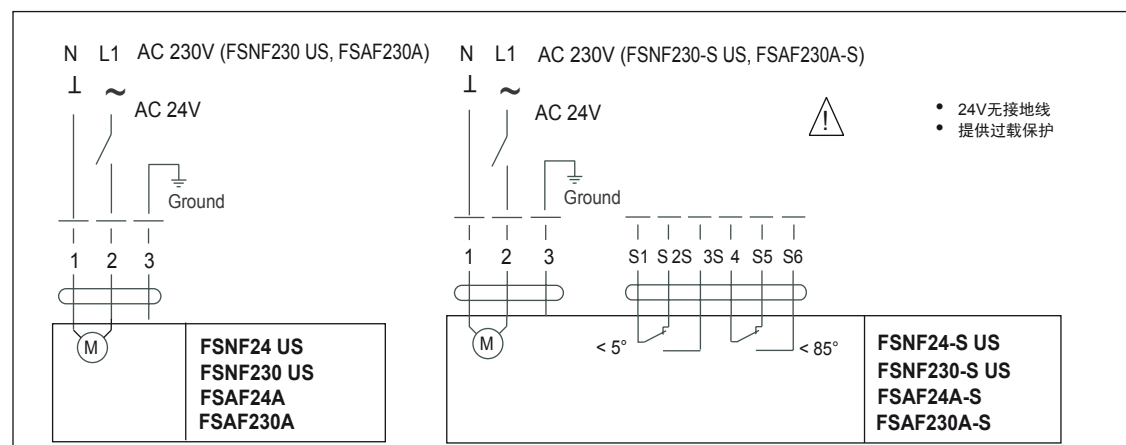 N L1 AC 230V (FSNF230 US, FSAF230A)
AC 24V
Ground
1 2 3
M
FSNF24 US
FSNF230 US
FSAF24A
FSAF230A
N L1 AC 230V (FSNF230-S US, FSAF230A-S)
AC 24V
Ground
1 2 3 S1 S 2S 3S 4 S5 S6
M < 5° < 85°
FSNF24-S US
FSNF230-S US
FSAF24A-S
FSAF230A-S
!
• 24V无接地线
• 提供过载保护